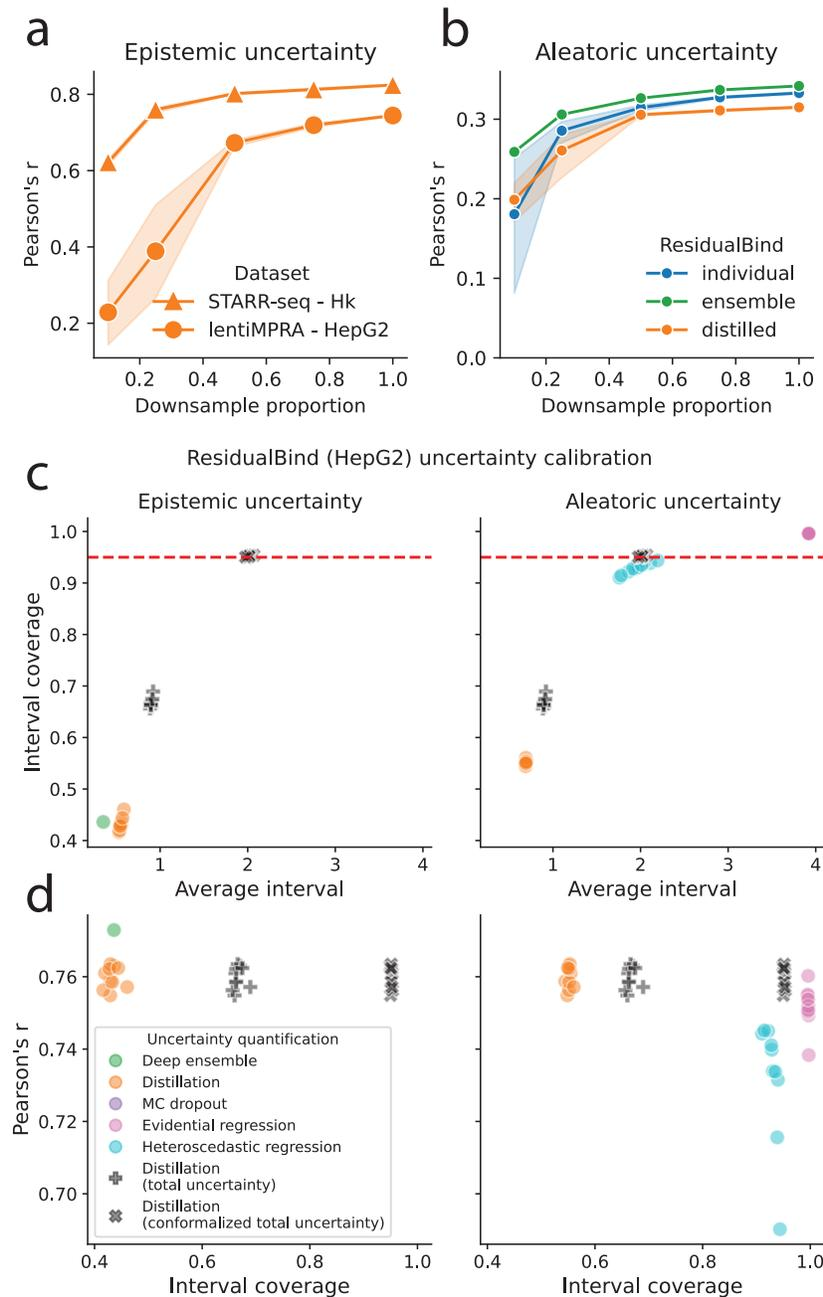 a
Epistemic uncertainty
Pearson's r
0.8
0.6
0.4
0.2
Dataset
STARR-seq - Hk
lentiMPRA - HepG2
0.2 0.4 0.6 0.8 1.0
Downsample proportion
b
Aleatoric uncertainty
Pearson's r
0.3
0.2
0.1
0.0
ResidualBind
individual
ensemble
distilled
0.2 0.4 0.6 0.8 1.0
Downsample proportion
c
ResidualBind (HepG2) uncertainty calibration
Epistemic uncertainty
Aleatoric uncertainty
Interval coverage
1.0
0.9
0.8
0.7
0.6
0.5
0.4
1 2 3 4
Average interval
1 2 3 4
Average interval
d
Pearson's r
0.76
0.74
0.72
0.70
Uncertainty quantification
Deep ensemble
Distillation
MC dropout
Evidential regression
Heteroscedastic regression
Distillation
(total uncertainty)
Distillation
(conformalized total uncertainty)
0.4 0.6 0.8 1.0
Interval coverage
0.4 0.6 0.8 1.0
Interval coverage